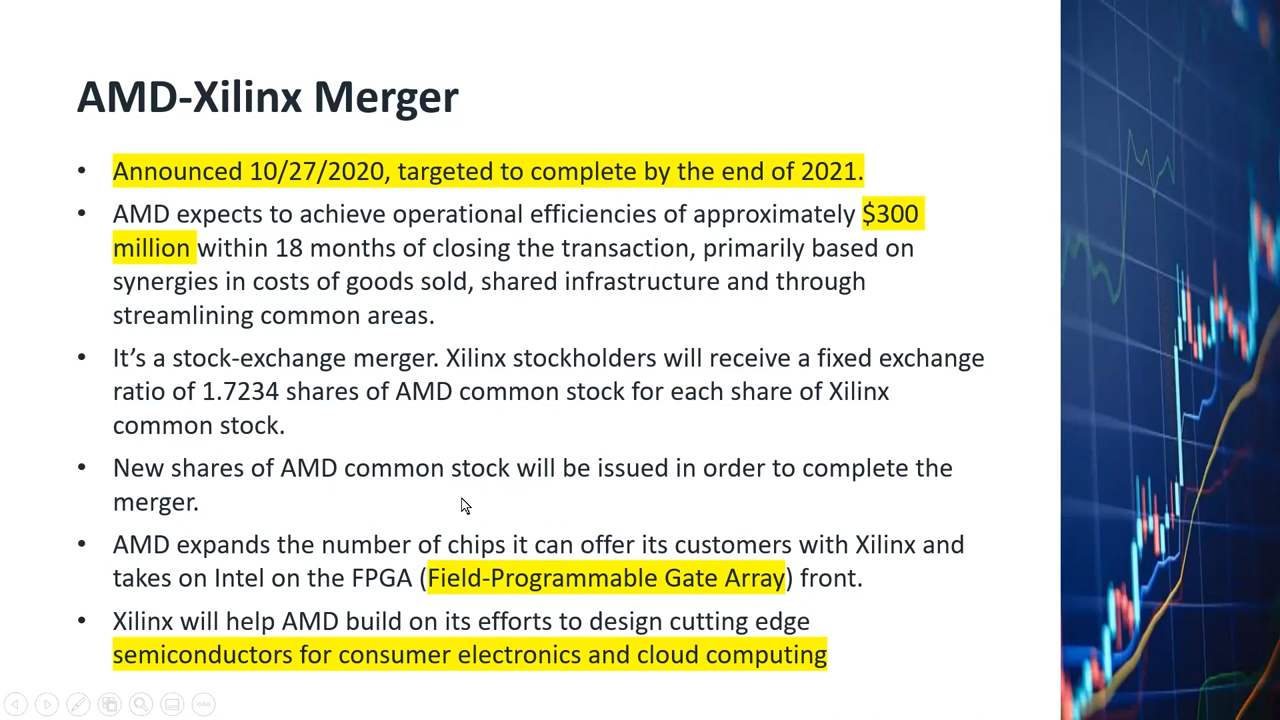 AMD-Xilinx Merger
• Announced 10/27/2020, targeted to complete by the end of 2021.
• AMD expects to achieve operational efficiencies of approximately $300
million within 18 months of closing the transaction, primarily based on
synergies in costs of goods sold, shared infrastructure and through
streamlining common areas.
• It’s a stock-exchange merger. Xilinx stockholders will receive a fixed exchange
ratio of 1.7234 shares of AMD common stock for each share of Xilinx
common stock.
• New shares of AMD common stock will be issued in order to complete the
merger.
• AMD expands the number of chips it can offer its customers with Xilinx and
takes on Intel on the FPGA (Field-Programmable Gate Array) front.
• Xilinx will help AMD build on its efforts to design cutting edge
semiconductors for consumer electronics and cloud computing